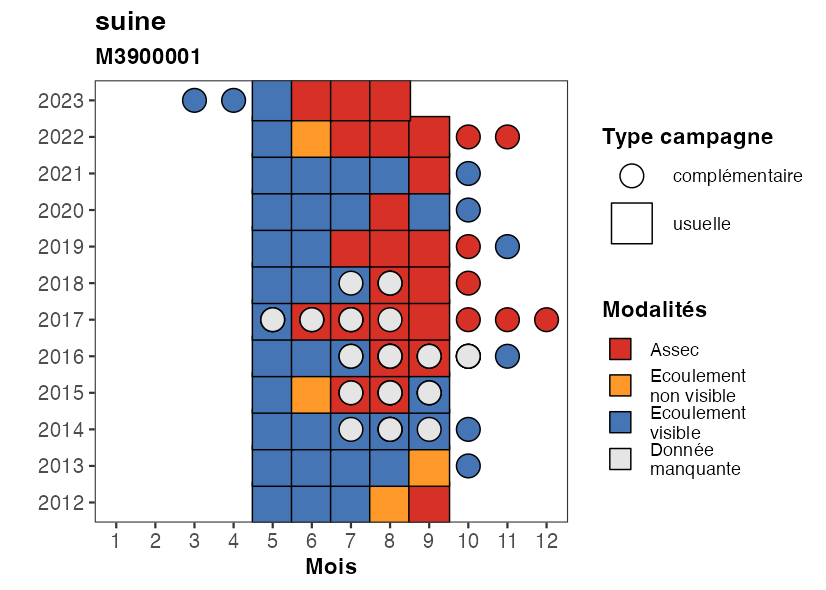 suine
M3900001
2023
2022
2021
2020
2019
2018
2017
2016
2015
2014
2013
2012
1 2 3 4 5 6 7 8 9 10 11 12
Mois
Type campagne
complémentaire
usuelle
Modalités
Assec
Ecoulement
non visible
Ecoulement
visible
Donnée
manquante